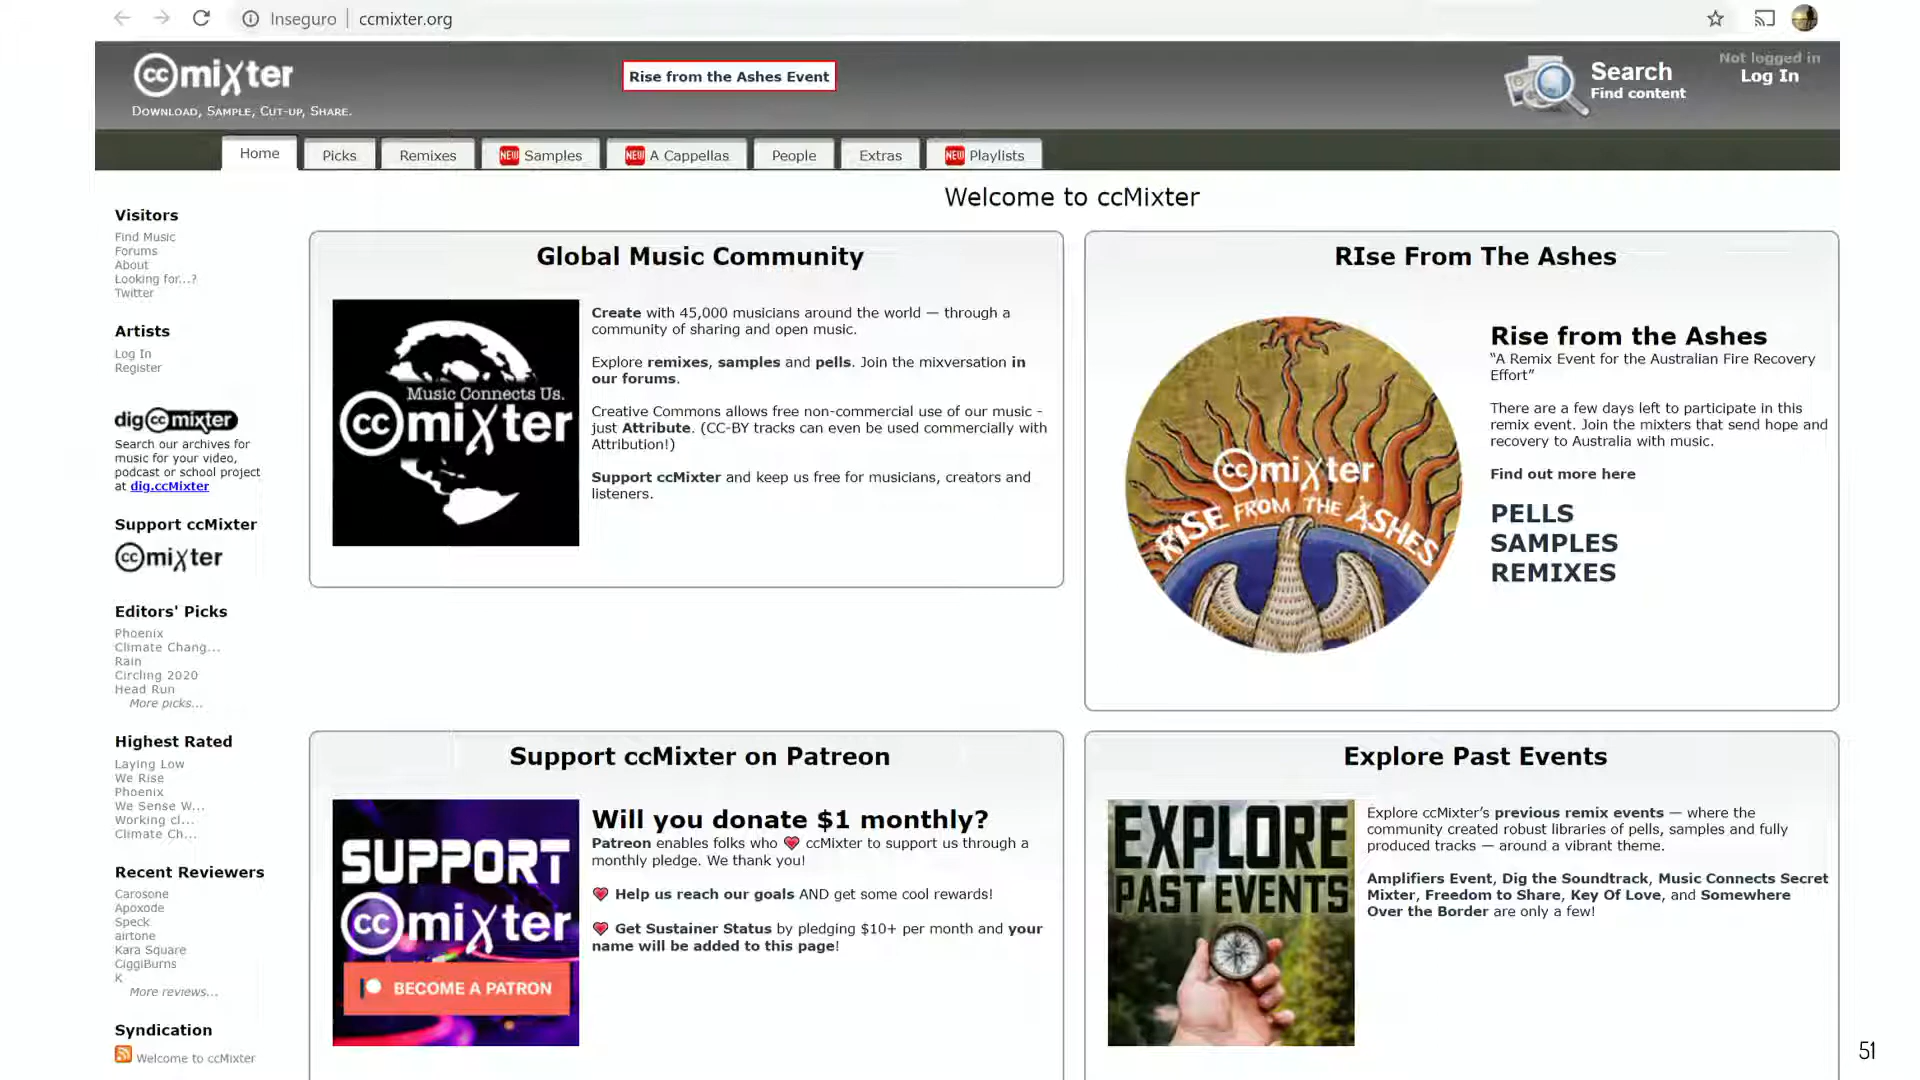 Inseguro
ccmixter.org
cc mixter
Download, Sample, Cut-up, Share.
Rise from the Ashes Event
Search
Find content
Not logged in
Log In
Home
Picks
Remixes
NEW Samples
NEW A Cappellas
People
Extras
NEW Playlists
Welcome to ccMixter
Visitors
Find Music
Forums
About
Looking for...?
Twitter
Artists
Log In
Register
dig cc mixter
Search our archives for
music for your video,
podcast or school project
at dig.ccMixter
Support ccMixter
cc mixter
Editors' Picks
Phoenix
Climate Chang...
Rain
Circling 2020
Head Run
More picks...
Highest Rated
Laying Low
We Rise
Phoenix
We Sense W...
Working cl...
Climate Ch...
Recent Reviewers
Carosone
Apoxode
Speck
airtone
Kara Square
CiggiBurns
K
More reviews...
Syndication
Welcome to ccMixter
Global Music Community
Music Connects Us.
cc mixter
Create with 45,000 musicians around the world — through a
community of sharing and open music.
Explore remixes, samples and pells. Join the mixversation in
our forums.
Creative Commons allows free non-commercial use of our music -
just Attribute. (CC-BY tracks can even be used commercially with
Attribution!)
Support ccMixter and keep us free for musicians, creators and
listeners.
RIse From The Ashes
cc mixter
RISE FROM THE ASHES
Rise from the Ashes
“A Remix Event for the Australian Fire Recovery
Effort”
There are a few days left to participate in this
remix event. Join the mixters that send hope and
recovery to Australia with music.
Find out more here
PELLS
SAMPLES
REMIXES
Support ccMixter on Patreon
SUPPORT
cc mixter
BECOME A PATRON
Will you donate $1 monthly?
Patreon enables folks who ❤ ccMixter to support us through a
monthly pledge. We thank you!
❤ Help us reach our goals AND get some cool rewards!
❤ Get Sustainer Status by pledging $10+ per month and your
name will be added to this page!
Explore Past Events
EXPLORE
PAST EVENTS
Explore ccMixter’s previous remix events — where the
community created robust libraries of pells, samples and fully
produced tracks — around a vibrant theme.
Amplifiers Event, Dig the Soundtrack, Music Connects Secret
Mixter, Freedom to Share, Key Of Love, and Somewhere
Over the Border are only a few!
51